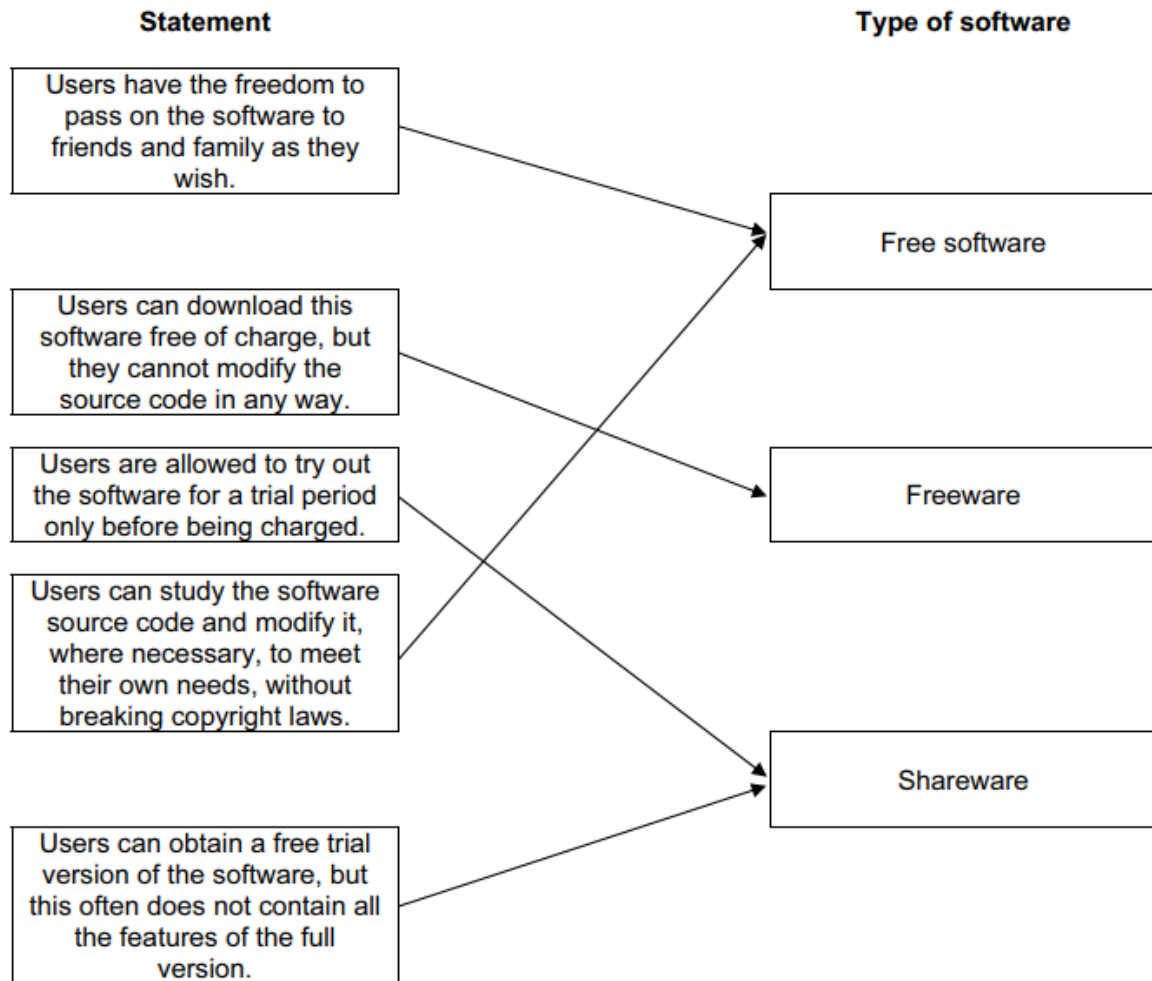 Statement
Type of software
Users have the freedom to
pass on the software to
friends and family as they
wish.
Free software
Users can download this
software free of charge, but
they cannot modify the
source code in any way.
Users are allowed to try out
the software for a trial period
only before being charged.
Freeware
Users can study the software
source code and modify it,
where necessary, to meet
their own needs, without
breaking copyright laws.
Shareware
Users can obtain a free trial
version of the software, but
this often does not contain all
the features of the full
version.